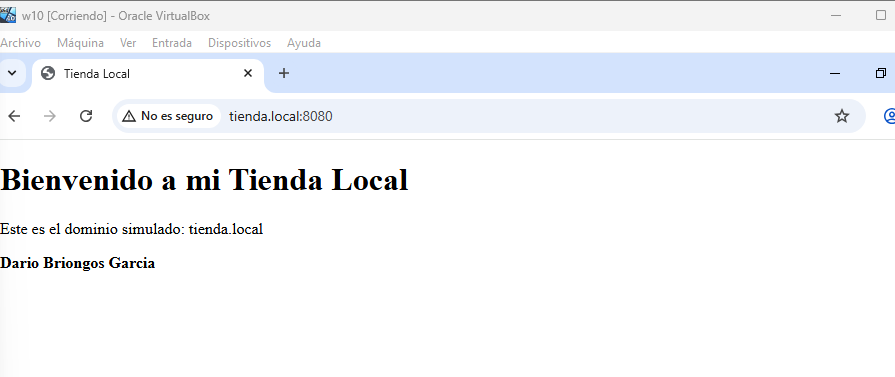 w10 [Corriendo] - Oracle VirtualBox
Archivo Máquina Ver Entrada Dispositivos Ayuda
Tienda Local
No es seguro tienda.local:8080
Bienvenido a mi Tienda Local
Este es el dominio simulado: tienda.local
Dario Briongos Garcia